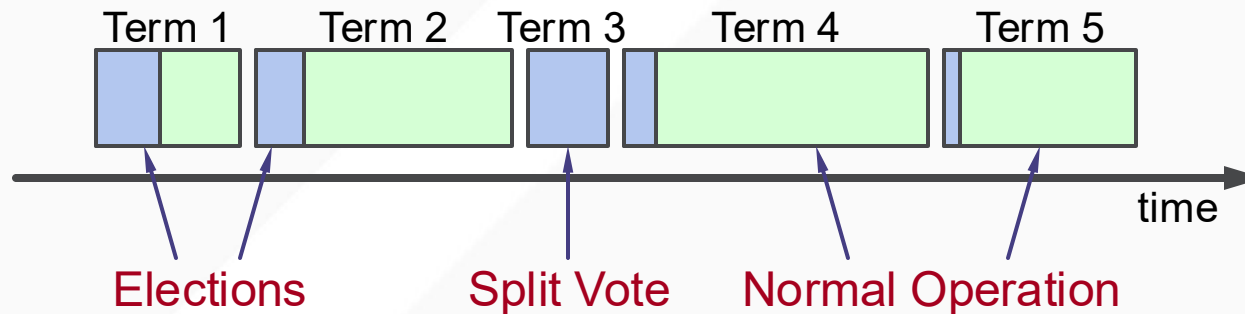 Term 1 Term 2 Term 3 Term 4 Term 5
time
Elections Split Vote Normal Operation